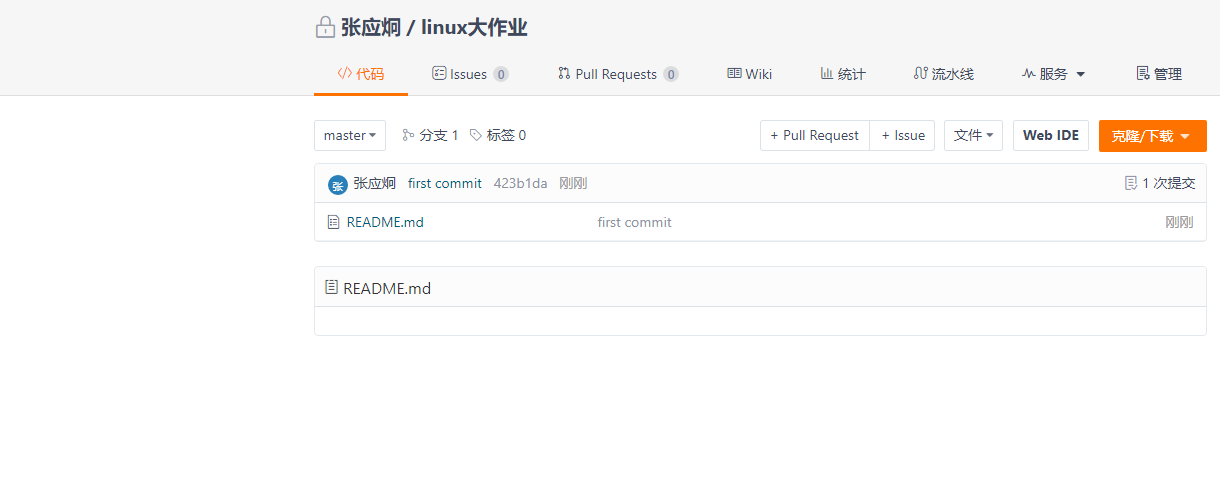 张应炯 / linux大作业
代码 Issues 0 Pull Requests 0 Wiki 统计 流水线 服务 管理
master 分支 1 标签 0 + Pull Request + Issue 文件 Web IDE 克隆/下载
张 张应炯 first commit 423b1da 刚刚 1 次提交
README.md first commit 刚刚
README.md